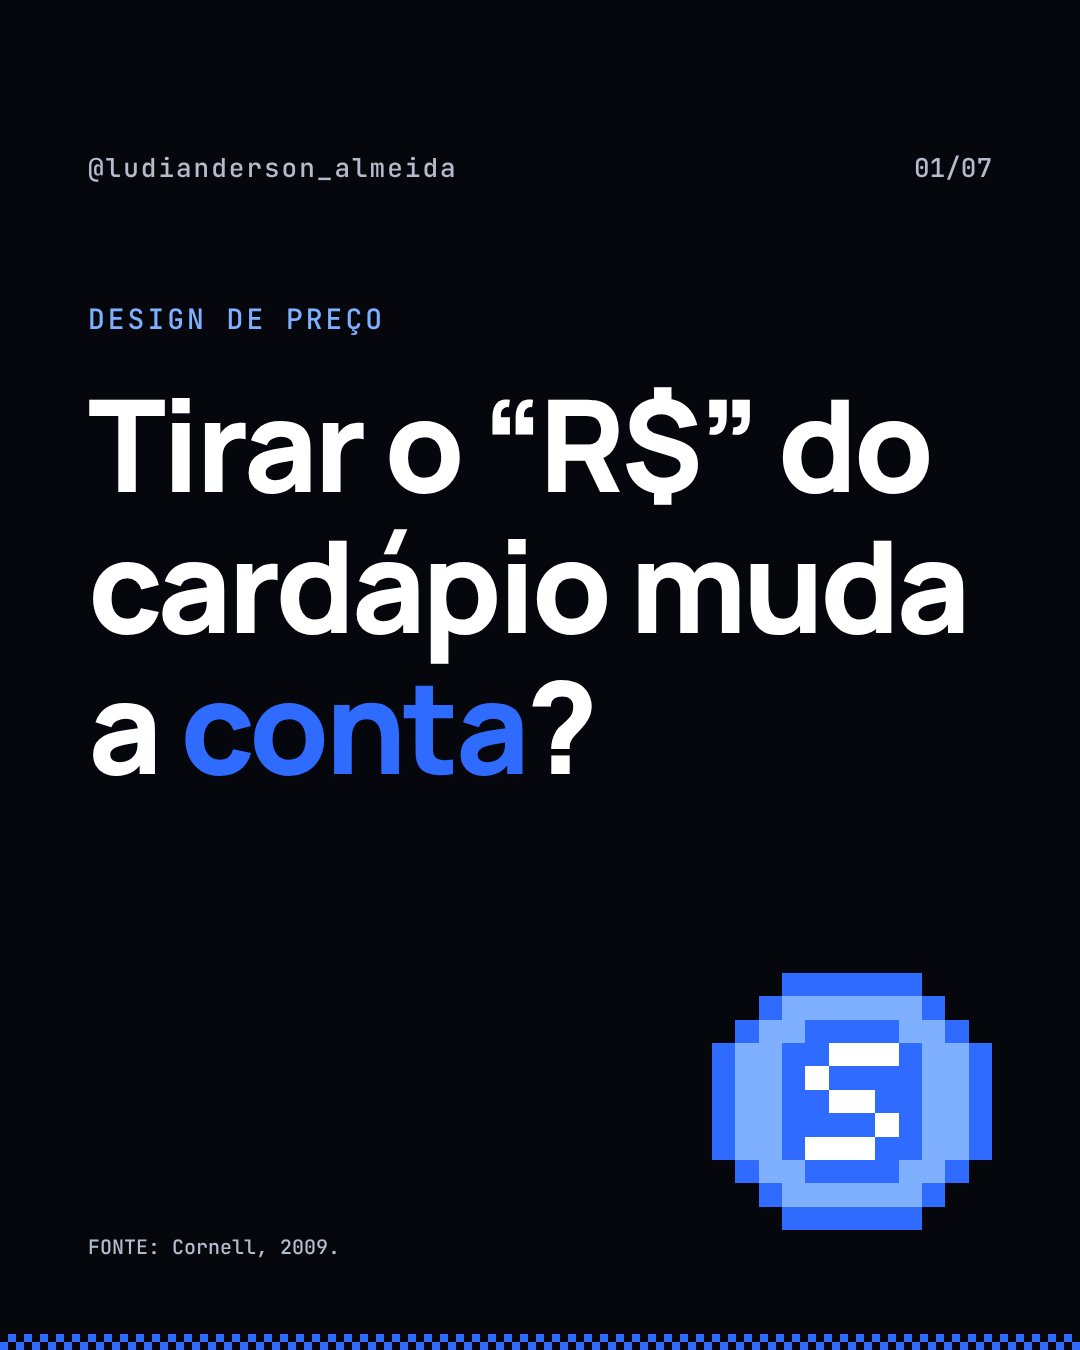 @ludianderson_almeida
01/07
DESIGN DE PREÇO
Tirar o “R$” do
cardápio muda
a conta?
S
FONTE: Cornell, 2009.